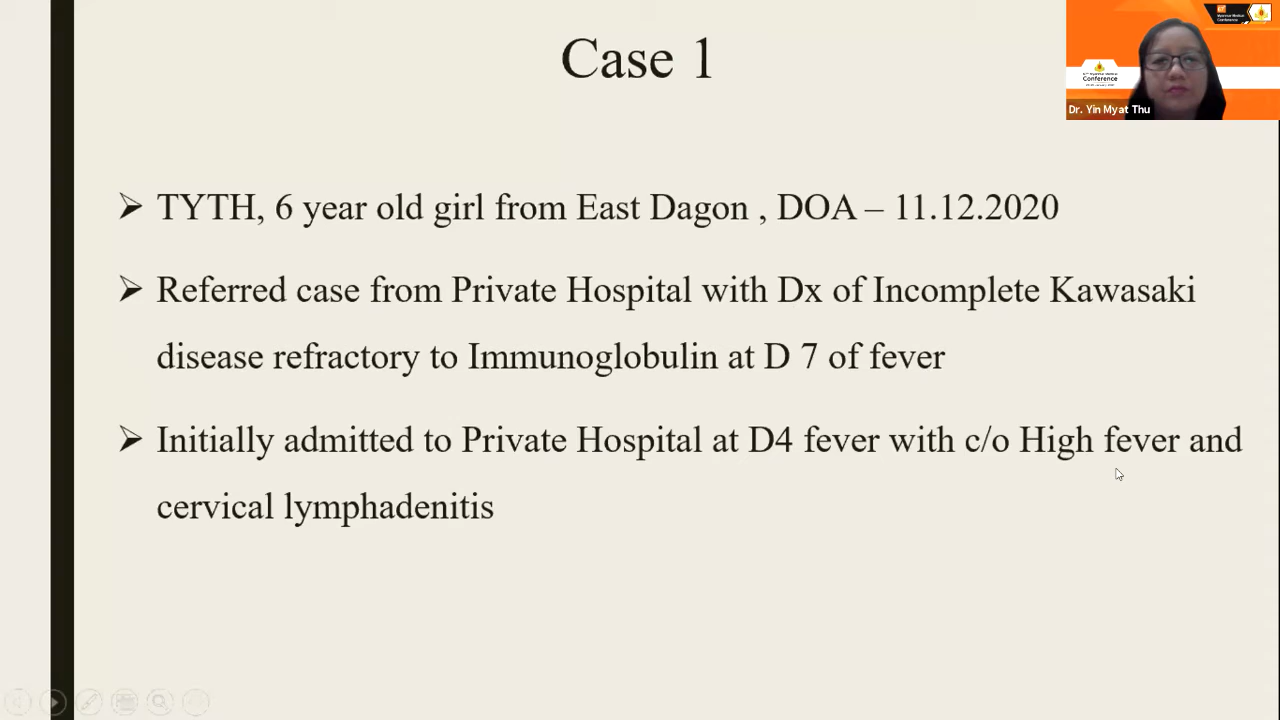 Case 1
TYTH, 6 year old girl from East Dagon , DOA – 11.12.2020
Referred case from Private Hospital with Dx of Incomplete Kawasaki
disease refractory to Immunoglobulin at D 7 of fever
Initially admitted to Private Hospital at D4 fever with c/o High fever and
cervical lymphadenitis
Conference
Dr. Yin Myat Thu